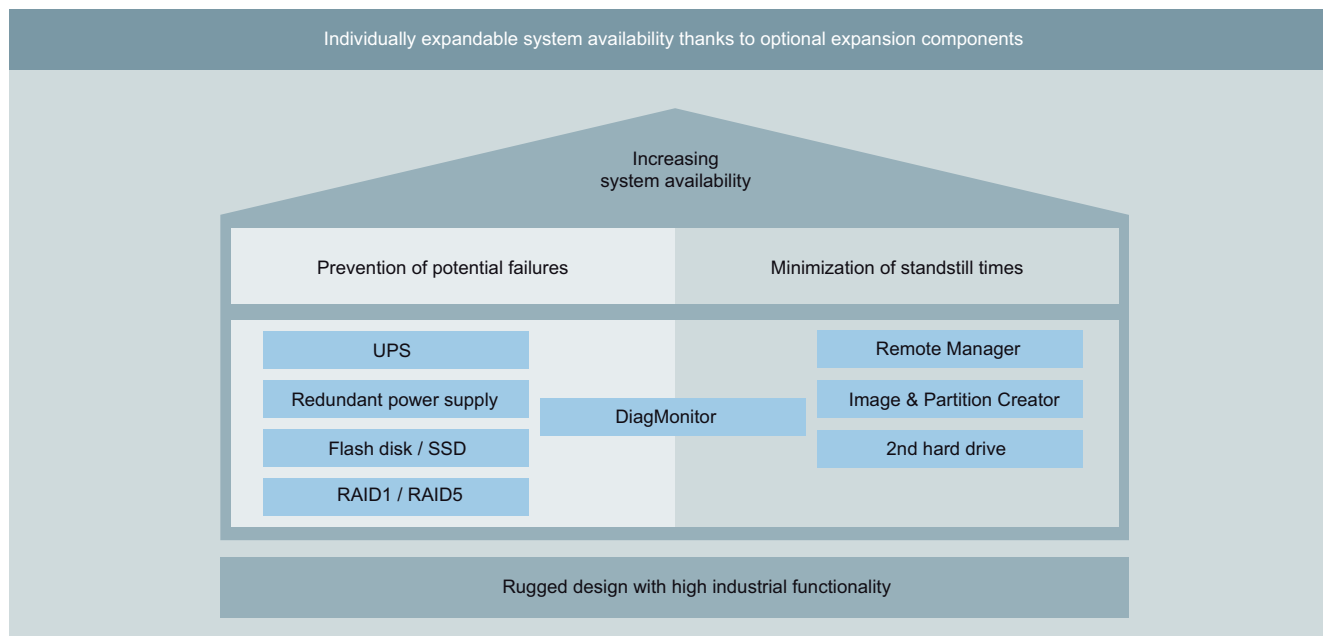 Individually expandable system availability thanks to optional expansion components
Increasing
system availability
Prevention of potential failures
Minimization of standstill times
UPS
Redundant power supply
Flash disk / SSD
RAID1 / RAID5
DiagMonitor
Remote Manager
Image & Partition Creator
2nd hard drive
Rugged design with high industrial functionality